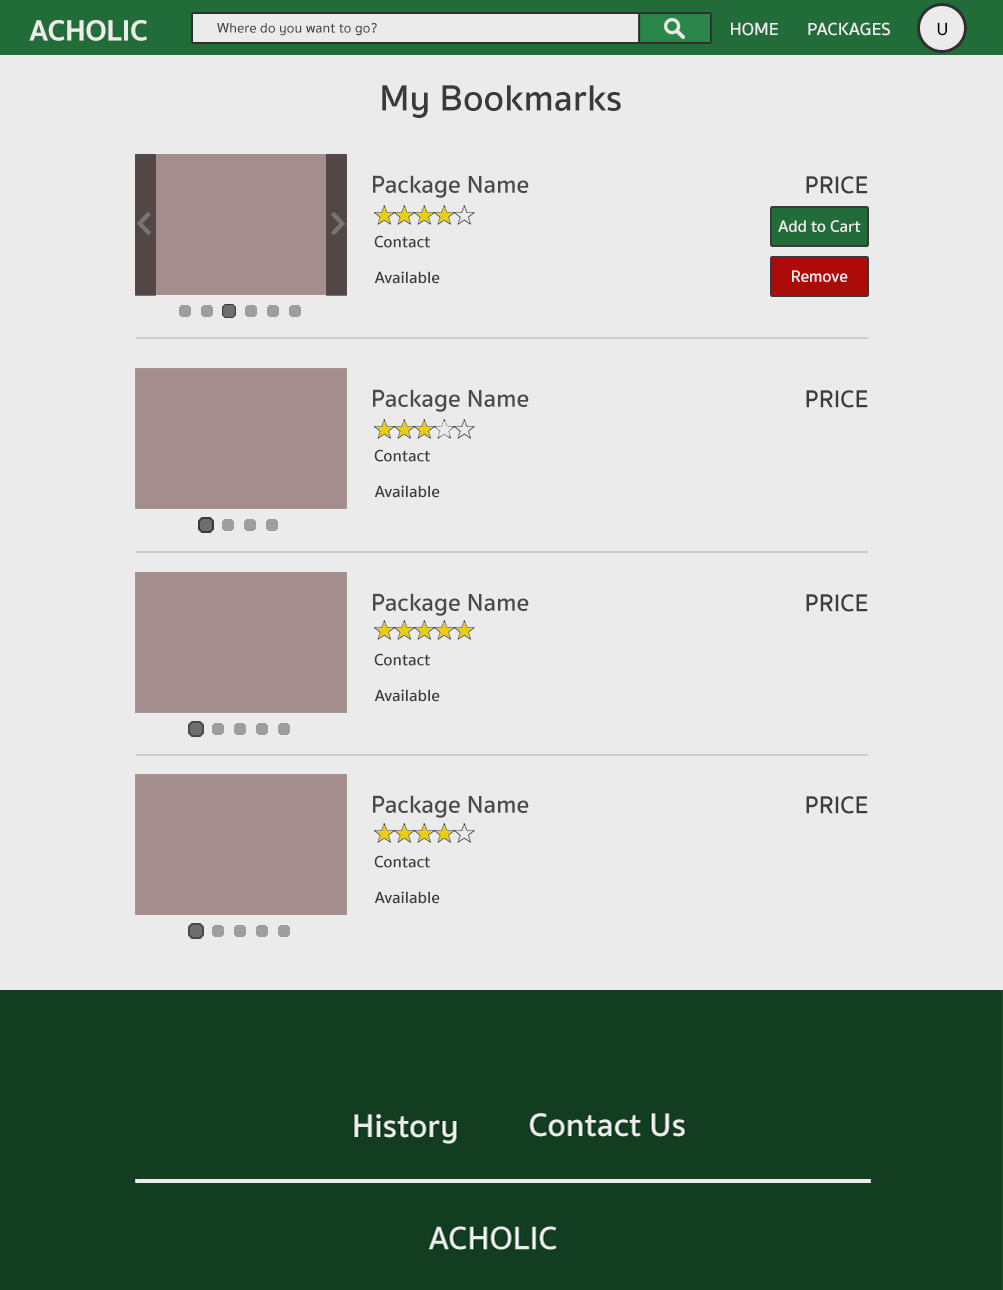 ACHOLIC
Where do you want to go?
HOME
PACKAGES
U
My Bookmarks
Package Name
PRICE
Contact
Add to Cart
Available
Remove
Package Name
PRICE
Contact
Available
Package Name
PRICE
Contact
Available
Package Name
PRICE
Contact
Available
History
Contact Us
ACHOLIC